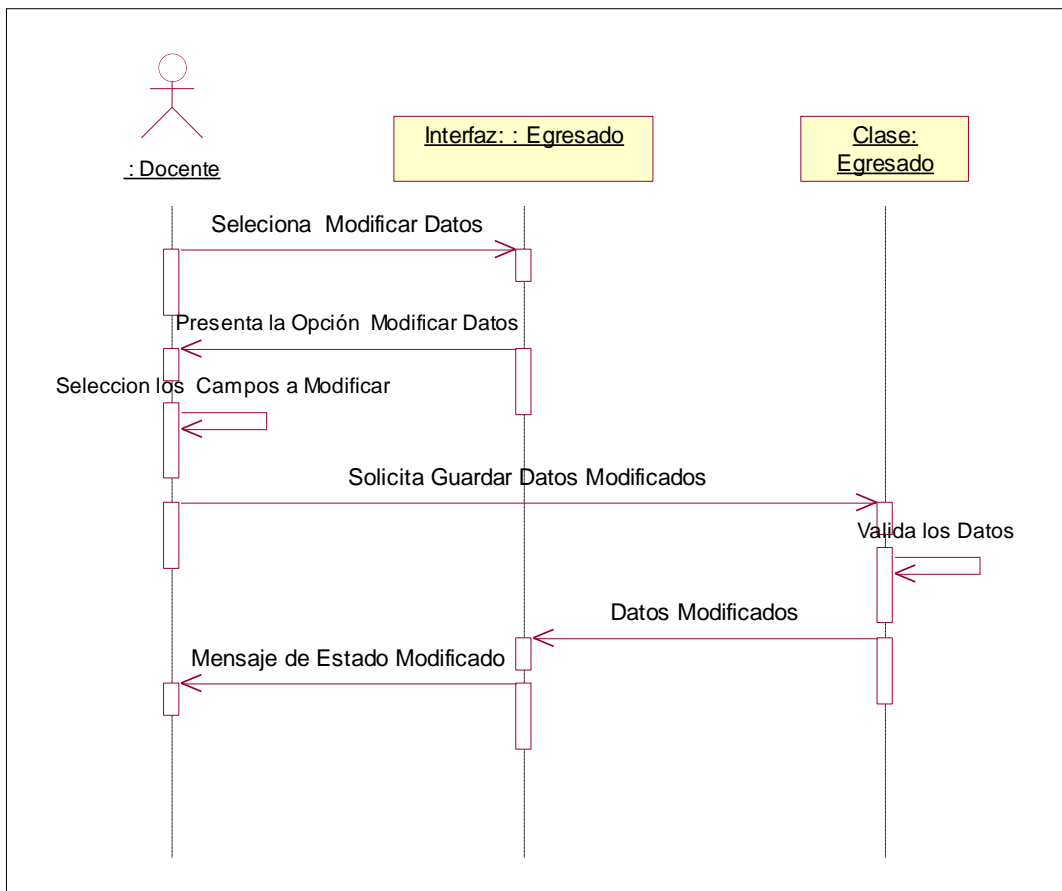 : Docente
Interfaz: : Egresado
Clase:
Egresado
Seleciona Modificar Datos
Presenta la Opción Modificar Datos
Seleccion los Campos a Modificar
Solicita Guardar Datos Modificados
Valida los Datos
Datos Modificados
Mensaje de Estado Modificado